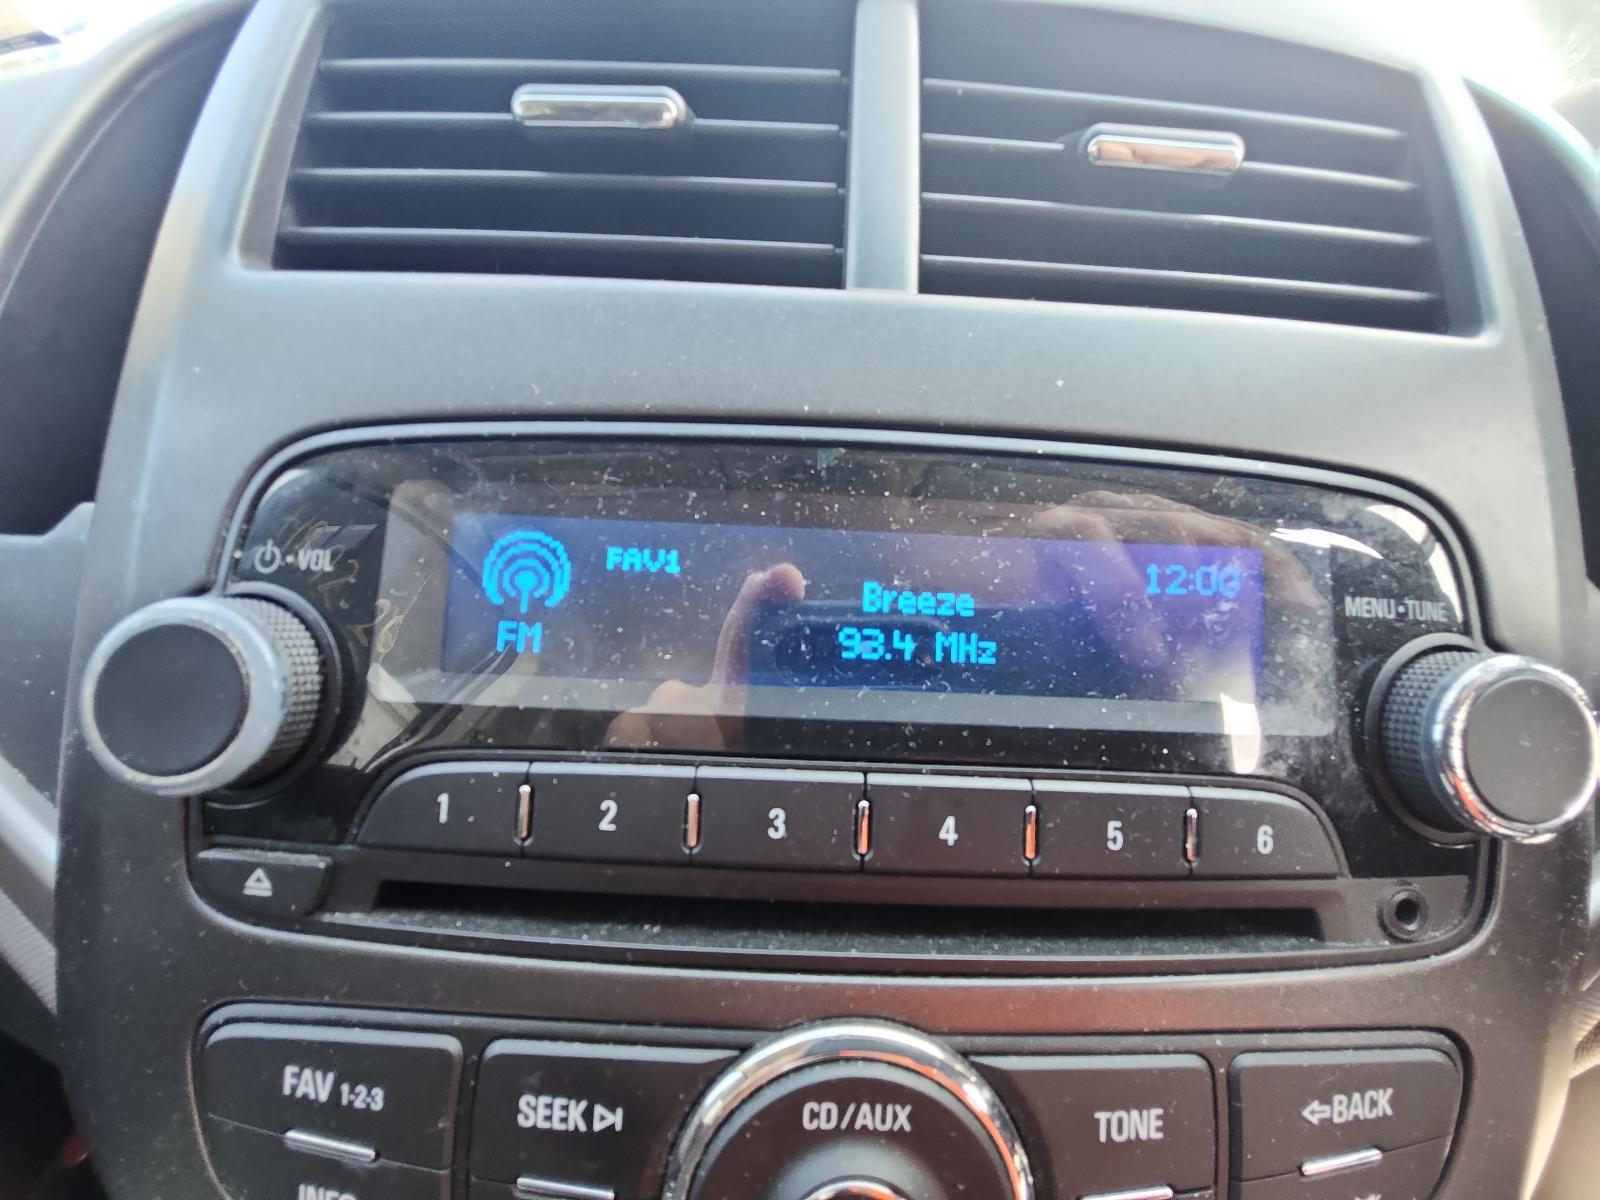 VOL
FAV1
12:00
Breeze
MENU•TUNE
FM
93.4 MHz
1 2 3 4 5 6
FAV 1-2-3
SEEK
CD/AUX
TONE
BACK
INFO